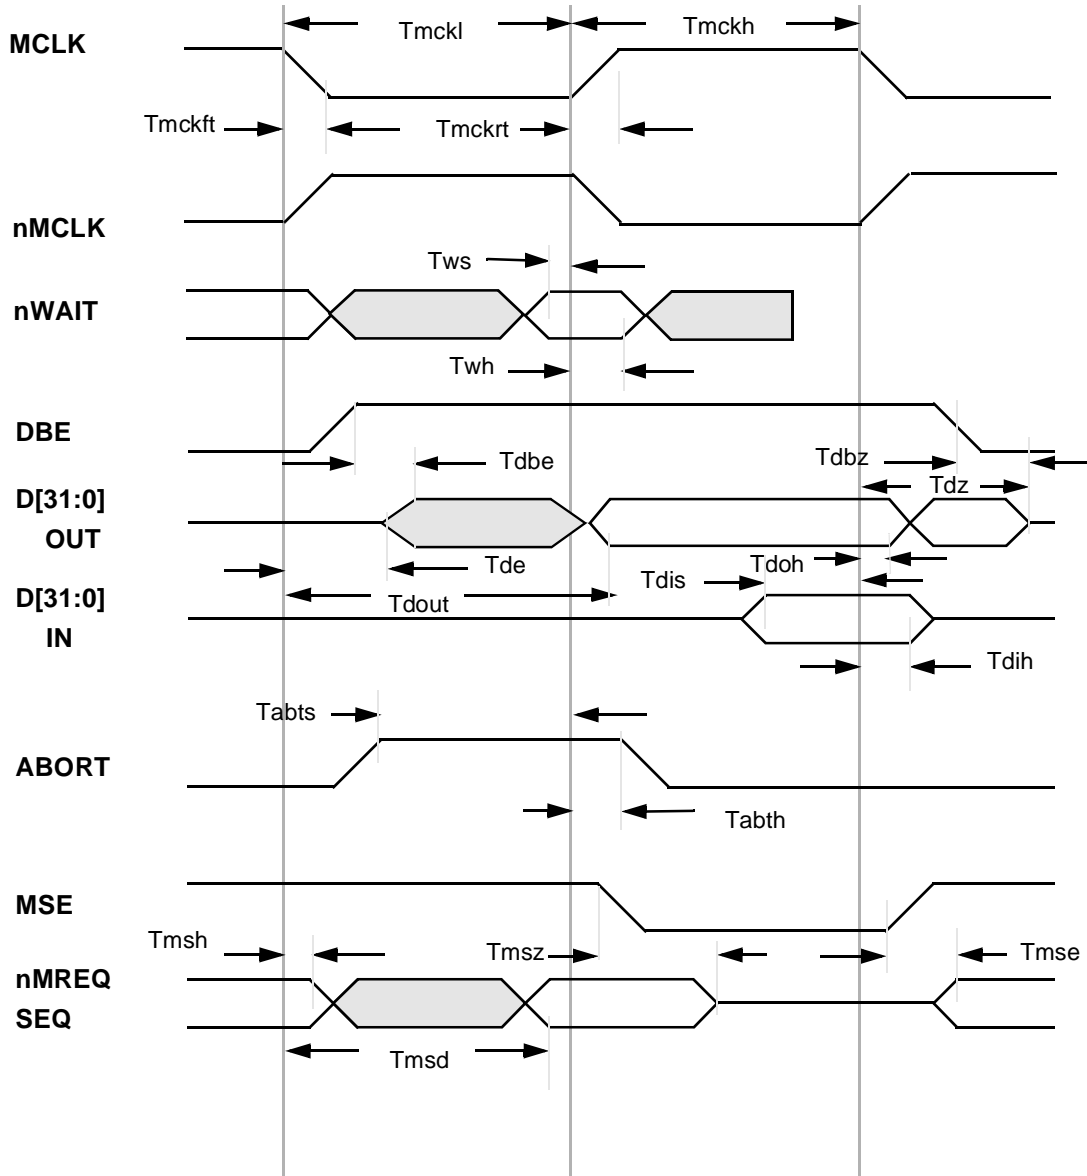 Tmckl
Tmckh
MCLK
Tmckft
Tmckrt
nMCLK
Tws
nWAIT
Twh
DBE
Tdbe
Tdbz
D[31:0]
OUT
Tdz
Tde
Tdoh
Tdis
D[31:0]
IN
Tdout
Tdih
Tabts
ABORT
Tabth
MSE
Tmsh
Tmsz
Tmse
nMREQ
SEQ
Tmsd